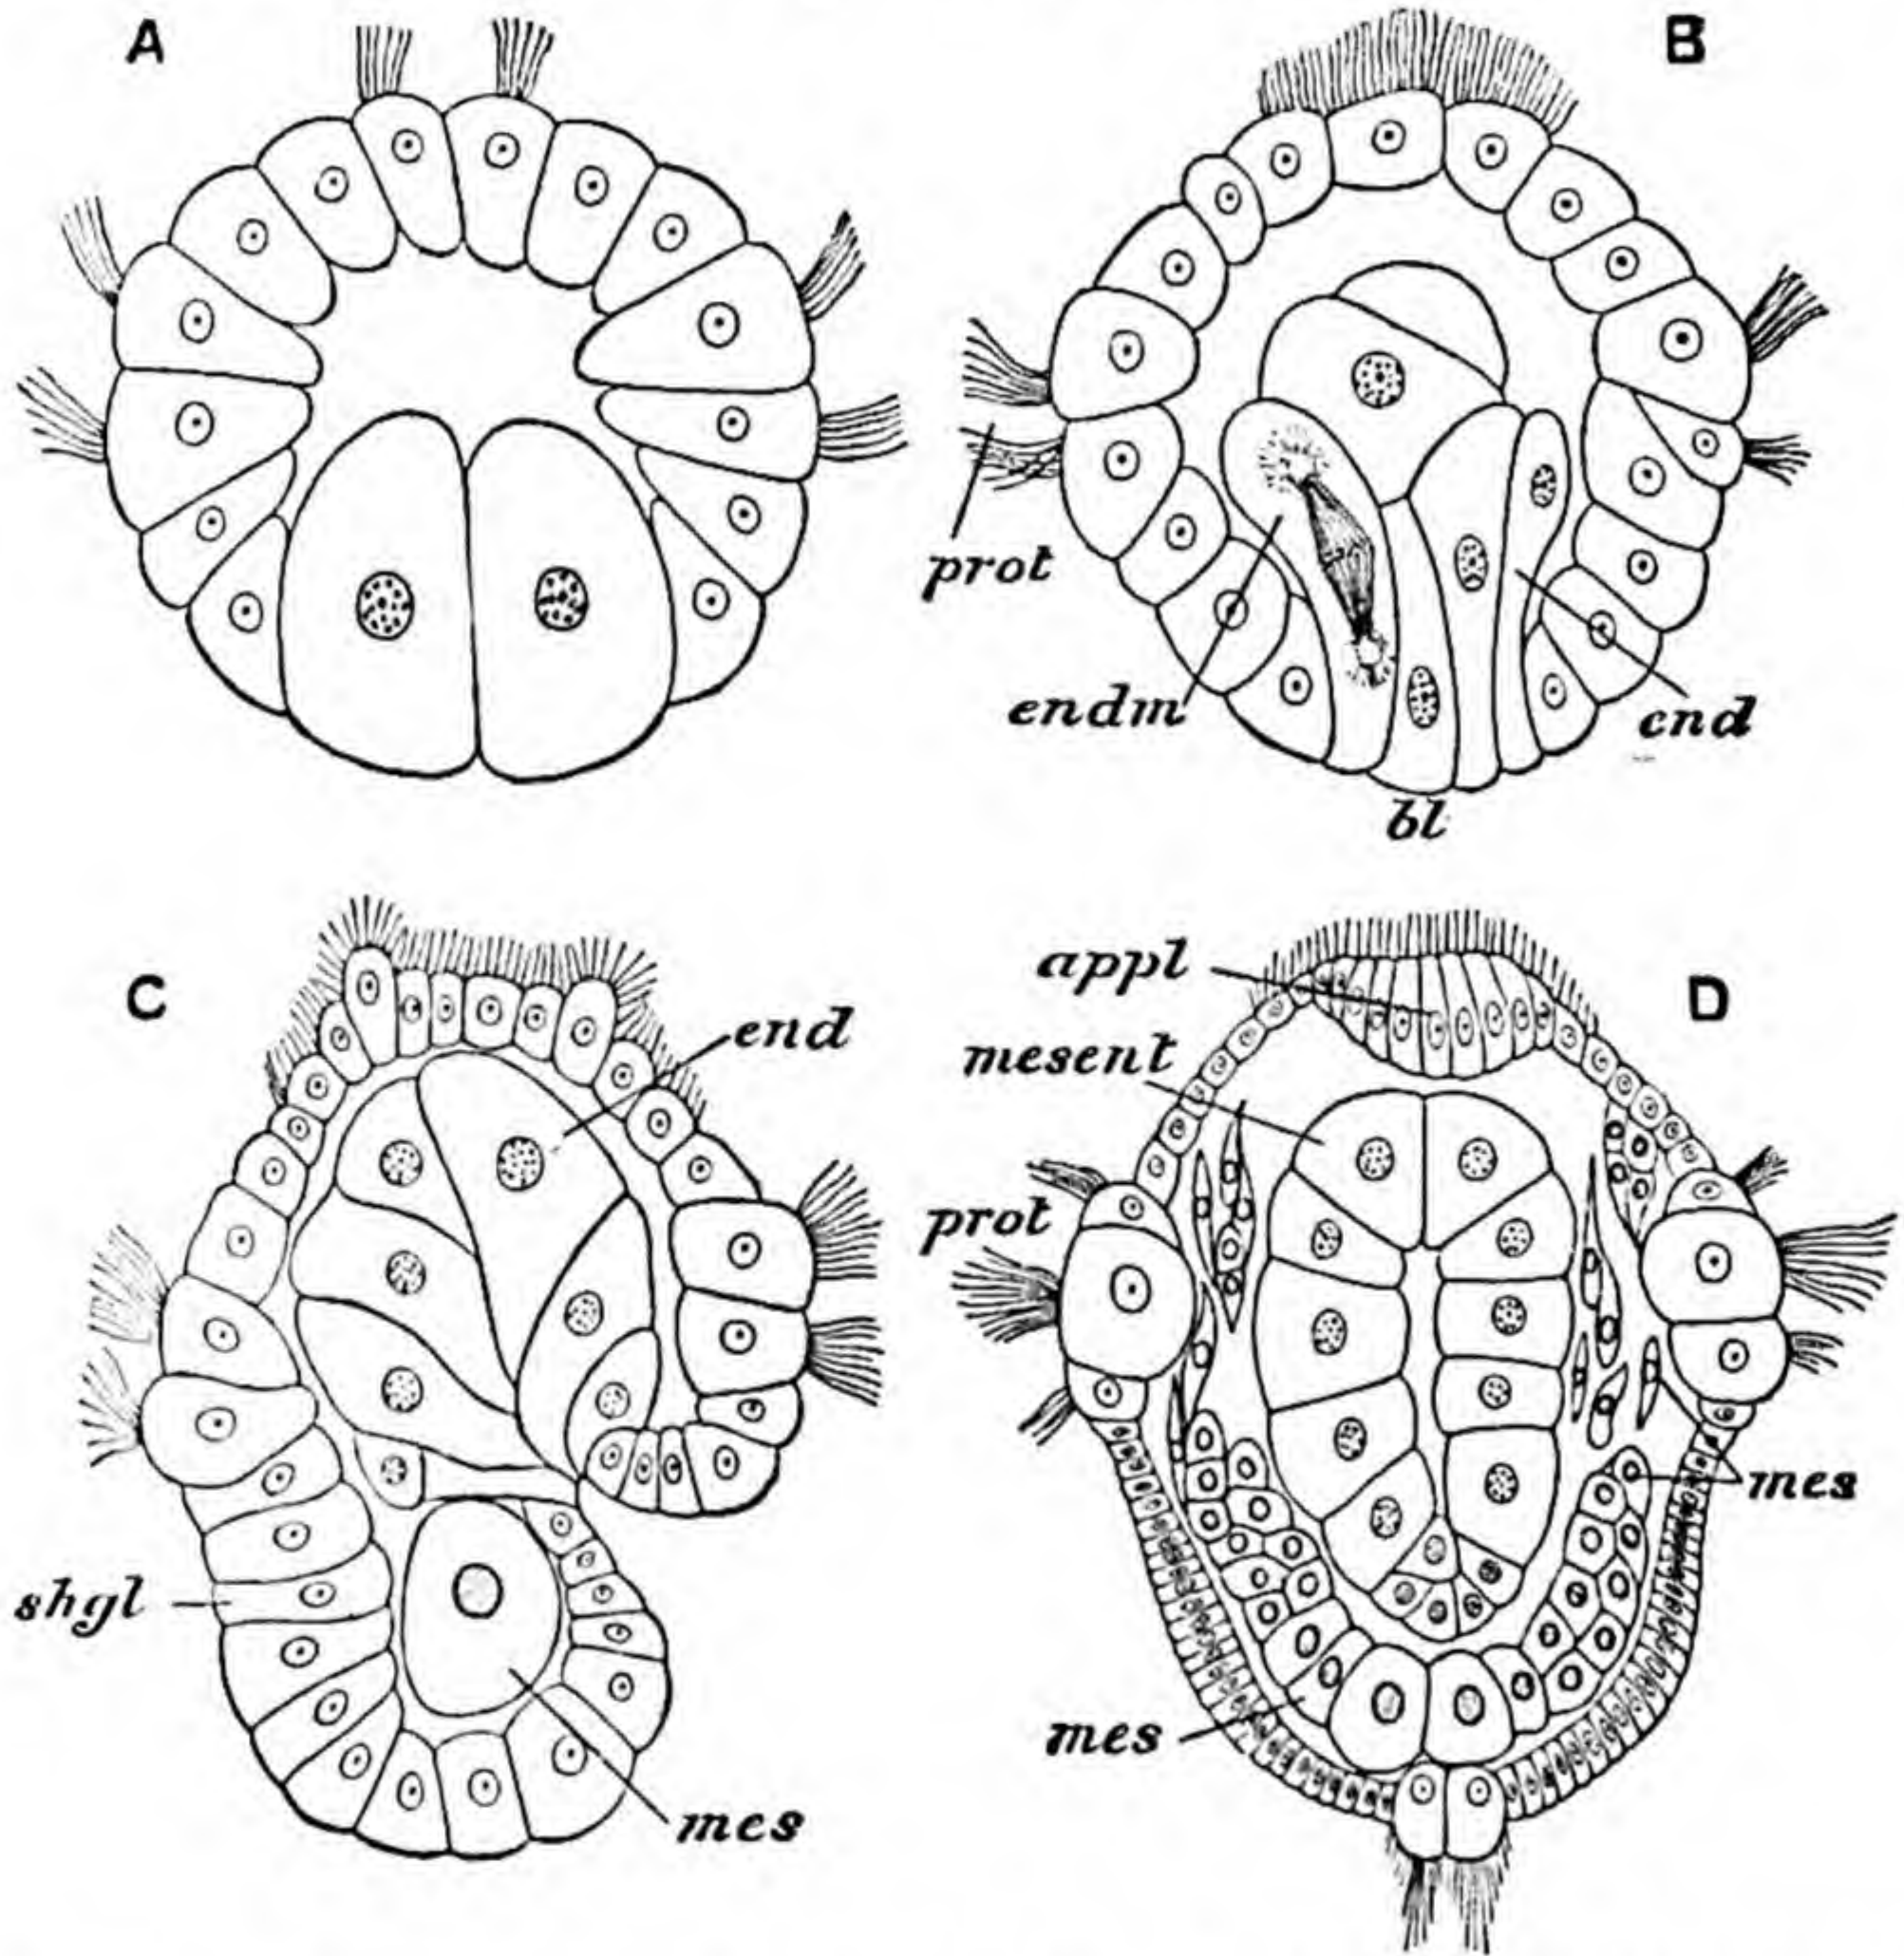 A
B
prot
endm
end
bl
C
D
appl
end
mesent
prot
shgl
mes
mes
mes